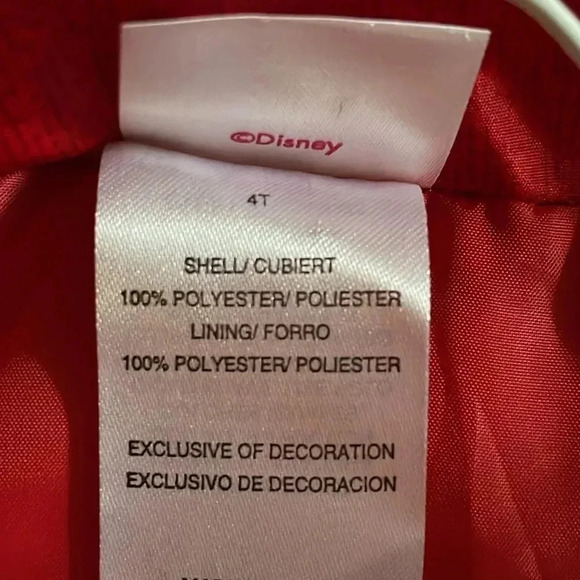 ©Disney
4T
SHELL/ CUBIERT
100% POLYESTER/ POLIESTER
LINING/ FORRO
100% POLYESTER/ POLIESTER
EXCLUSIVE OF DECORATION
EXCLUSIVO DE DECORACION